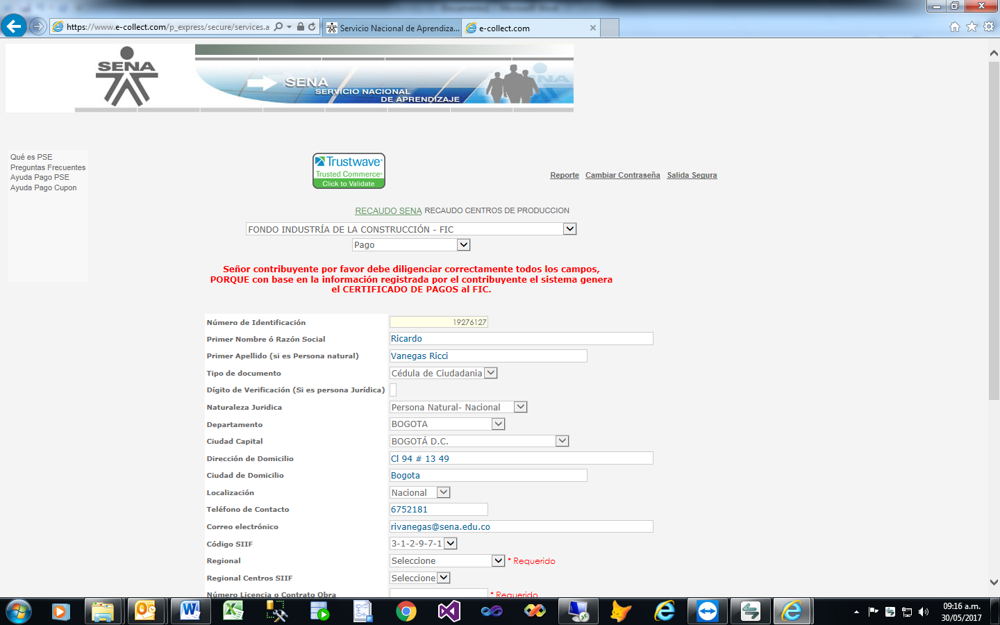 https://www.e-collect.com/p_express/secure/services.a
Servicio Nacional de Aprendiza...
e-collect.com
SENA
SENA
SERVICIO NACIONAL
DE APRENDIZAJE
Qué es PSE
Preguntas Frecuentes
Ayuda Pago PSE
Ayuda Pago Cupon
Trustwave®
Trusted Commerce®
Click to Validate
Reporte Cambiar Contraseña Salida Segura
RECAUDO SENA RECAUDO CENTROS DE PRODUCCION
FONDO INDUSTRÍA DE LA CONSTRUCCIÓN - FIC
Pago
Señor contribuyente por favor debe diligenciar correctamente todos los campos,
PORQUE con base en la información registrada por el contribuyente el sistema genera
el CERTIFICADO DE PAGOS al FIC.
Número de Identificación 19276127
Primer Nombre ó Razón Social Ricardo
Primer Apellido (si es Persona natural) Vanegas Ricci
Tipo de documento Cédula de Ciudadania
Dígito de Verificación (Si es persona Jurídica)
Naturaleza Juridica Persona Natural- Nacional
Departamento BOGOTA
Ciudad Capital BOGOTÁ D.C.
Dirección de Domicilio Cl 94 # 13 49
Ciudad de Domicilio Bogota
Localización Nacional
Teléfono de Contacto 6752181
Correo electrónico rivanegas@sena.edu.co
Código SIIF 3-1-2-9-7-1
Regional Seleccione * Requerido
Regional Centros SIIF Seleccione
Número Licencia o Contrato Obra * Requerido
09:16 a.m.
30/05/2017